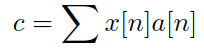 c = ∑ x[n]a[n]